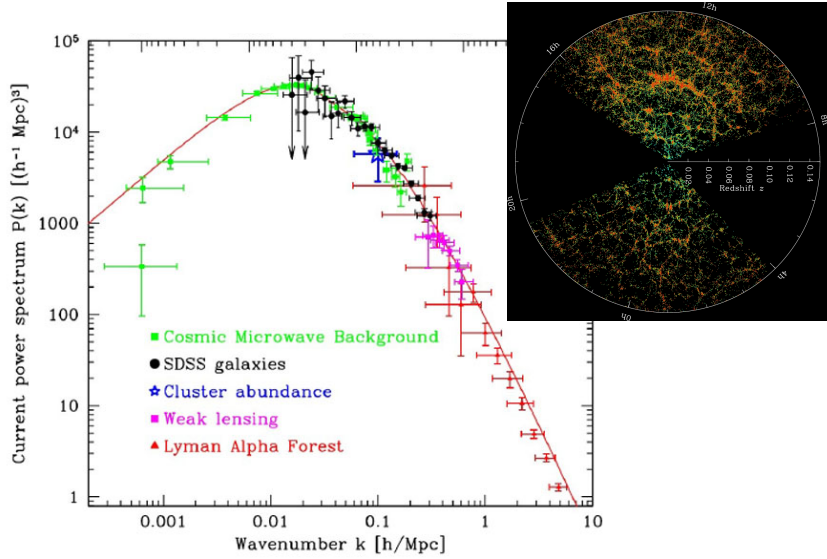 12h
16h
8h
20h
4h
0h
0.02
0.04
0.06
0.08
0.10
0.12
0.14
Redshift z
Current power spectrum P(k) [(h⁻¹ Mpc)³]
10⁵
10⁴
1000
100
10
1
Cosmic Microwave Background
SDSS galaxies
Cluster abundance
Weak lensing
Lyman Alpha Forest
0.001
0.01
0.1
1
10
Wavenumber k [h/Mpc]